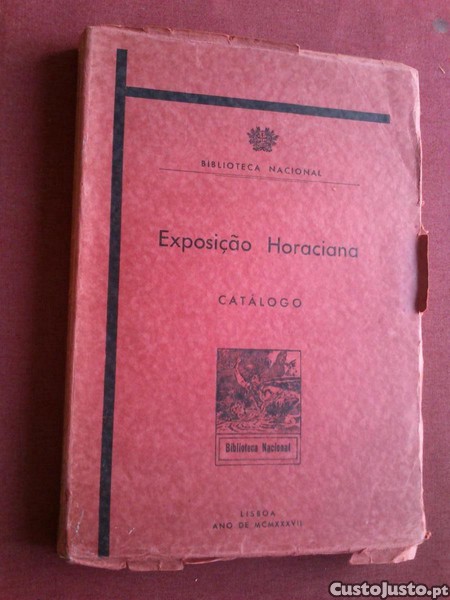 BIBLIOTECA NACIONAL
Exposição Horaciana
CATÁLOGO
Biblioteca Nacional
LISBOA
ANO DE MCMXXXVII
CustoJusto.pt